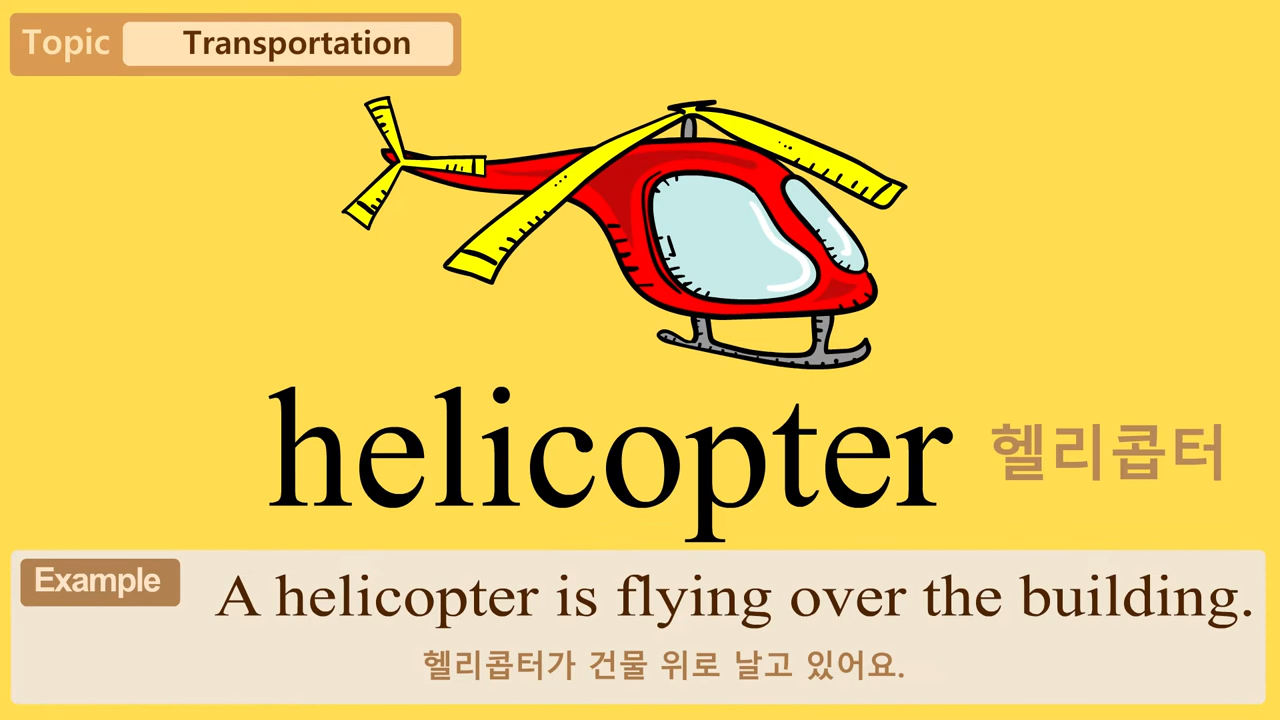 Topic Transportation
helicopter 헬리콥터
Example A helicopter is flying over the building.
헬리콥터가 건물 위로 날고 있어요.